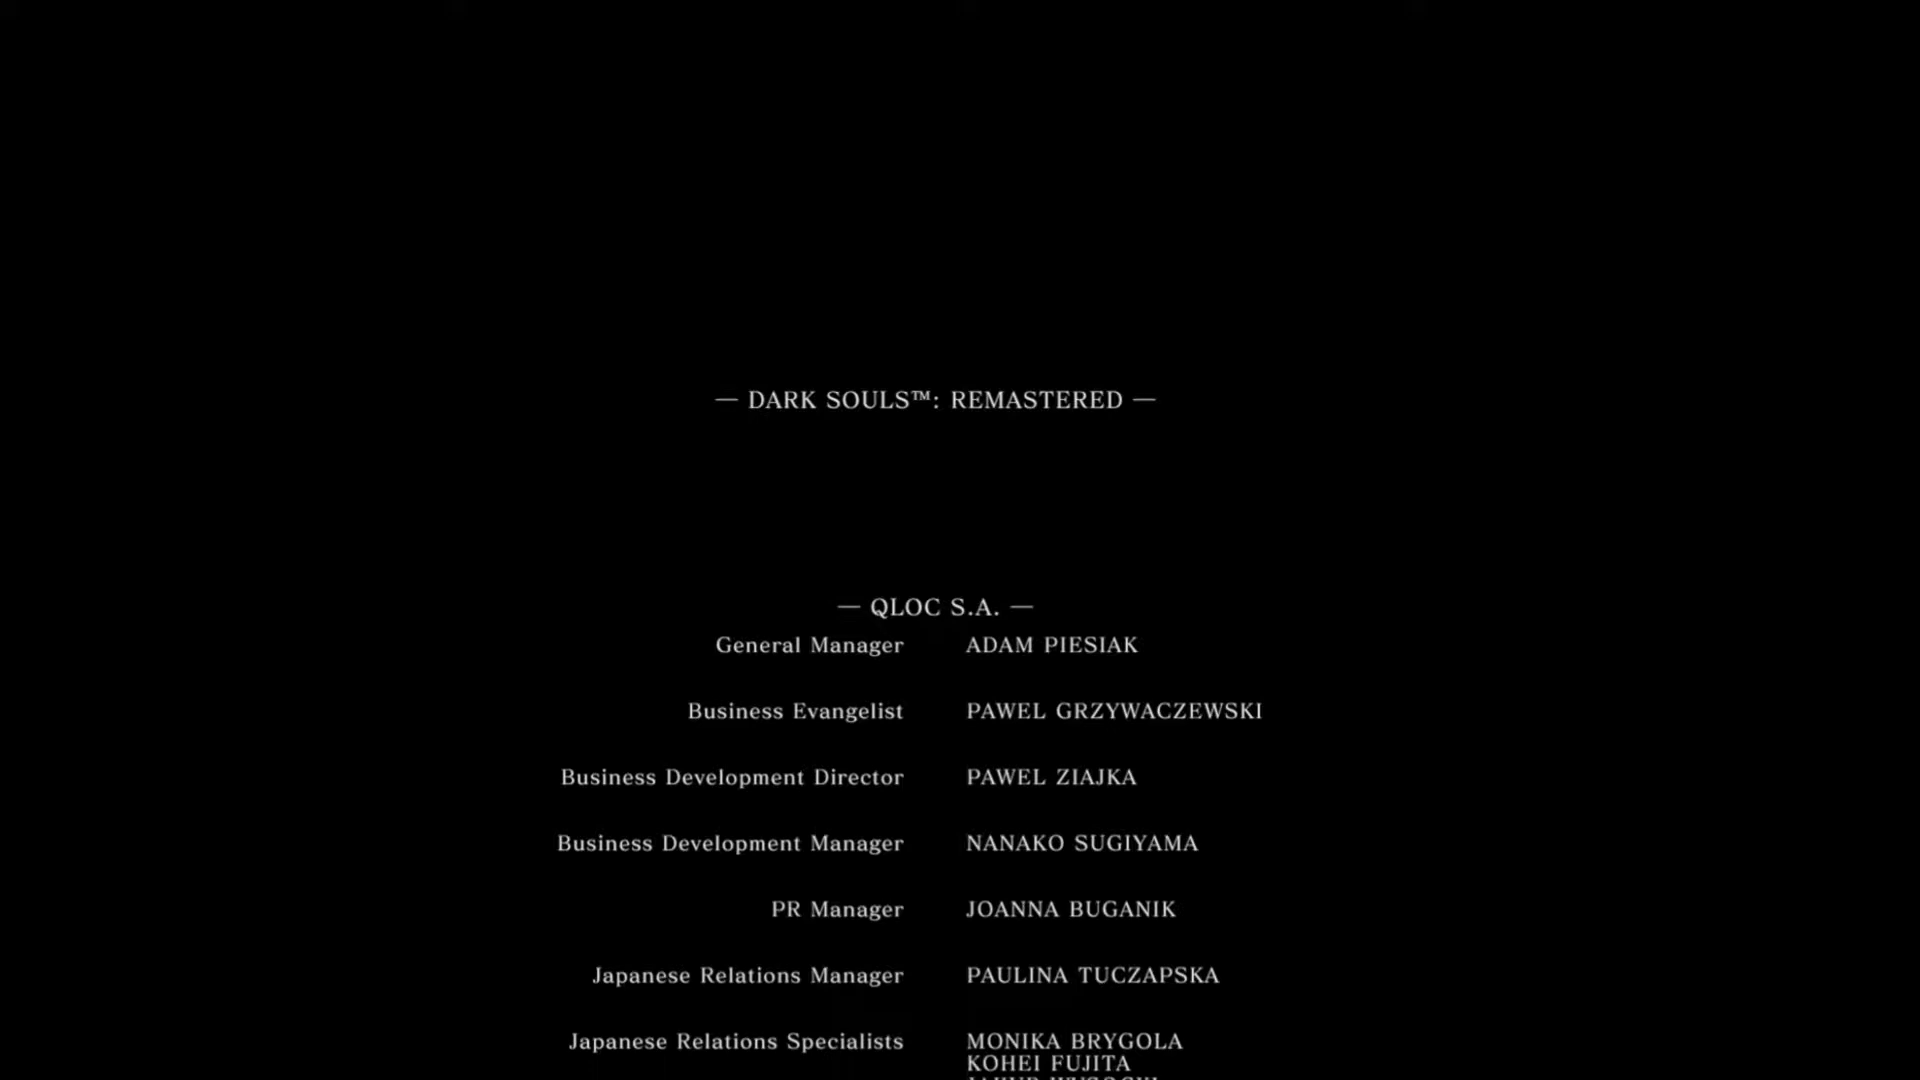 — DARK SOULS™: REMASTERED —
— QLOC S.A. —
General Manager ADAM PIESIAK
Business Evangelist PAWEL GRZYWACZEWSKI
Business Development Director PAWEL ZIAJKA
Business Development Manager NANAKO SUGIYAMA
PR Manager JOANNA BUGANIK
Japanese Relations Manager PAULINA TUCZAPSKA
Japanese Relations Specialists MONIKA BRYGOLA
KOHEI FUJITA